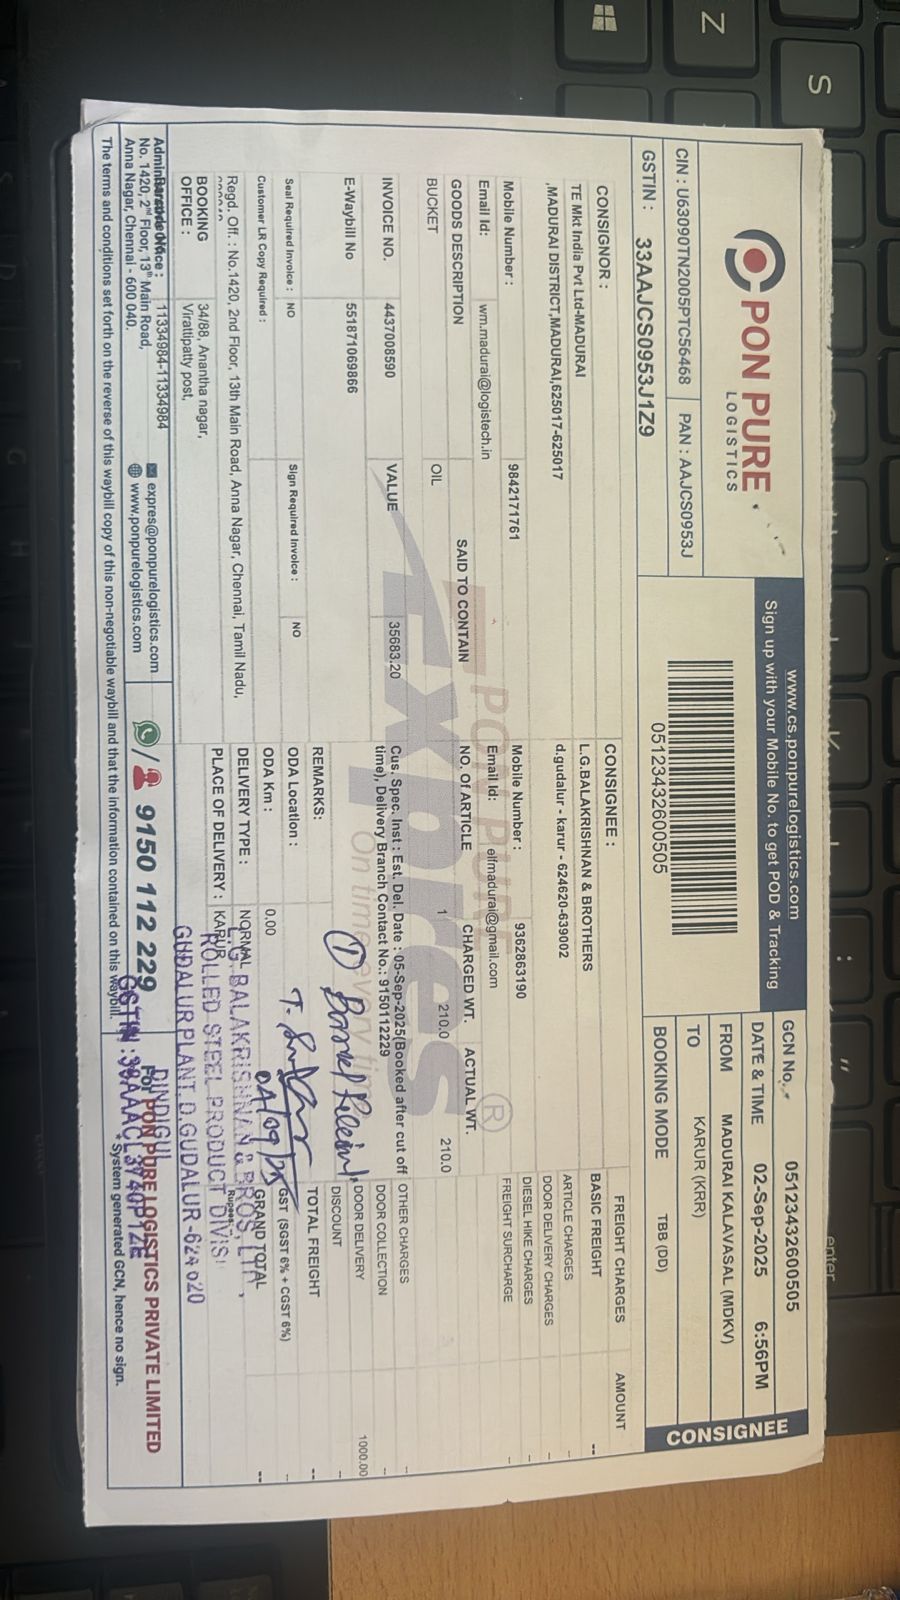 PON PURE
LOGISTICS
www.cs.ponpurelogistics.com
Sign up with your Mobile No. to get POD & Tracking
CIN : U63090TN2005PTC56468 PAN : AAJCS0953J
GSTIN : 33AAJCS0953J1Z9
05123432600505
GCN No. 05123432600505
DATE & TIME 02-Sep-2025 6:56PM
FROM MADURAI KALAVASAL (MDKV)
TO KARUR (KRR)
BOOKING MODE TBB (DD)
CONSIGNEE
CONSIGNOR :
TE Mkt India Pvt Ltd-MADURAI
,MADURAI DISTRICT,MADURAI,625017-625017
Mobile Number : 9842171761
Email Id: wm.madurai@logistech.in
CONSIGNEE :
L.G.BALAKRISHNAN & BROTHERS
d.gudalur - karur - 624620-639002
Mobile Number : 9362863190
Email Id: elfmadurai@gmail.com
FREIGHT CHARGES AMOUNT
BASIC FREIGHT --
ARTICLE CHARGES --
DOOR DELIVERY CHARGES --
DIESEL HIKE CHARGES --
FREIGHT SURCHARGE --
OTHER CHARGES --
DOOR COLLECTION --
DOOR DELIVERY 1000.00
DISCOUNT --
TOTAL FREIGHT --
GST (SGST 6% + CGST 6%) --
GRAND TOTAL --
Rupees.-
GOODS DESCRIPTION SAID TO CONTAIN NO. Of ARTICLE 1 CHARGED WT. ACTUAL WT.
BUCKET OIL 210.0 210.0
INVOICE NO. 4437008590 VALUE 35683.20
Cus. Spec. Inst : Est. Del. Date : 05-Sep-2025(Booked after cut off
time), Delivery Branch Contact No.: 9150112229
E-Waybill No 551871069866
PON PURE
Expres
On time every time
®
REMARKS:
① Barrel
Seal Required Invoice : NO Sign Required Invoice : NO
ODA Location :
Customer LR Copy Required :
ODA Km : 0.00
Regd. Off. : No.1420, 2nd Floor, 13th Main Road, Anna Nagar, Chennai, Tamil Nadu,
DELIVERY TYPE : NORMAL
PLACE OF DELIVERY : KARUR
BOOKING
OFFICE :
34/88, Anantha nagar,
Virattipatty post,
L.G. BALAKRISHNAN & BROS, LTD.,
ROLLED STEEL PRODUCT DIVIS
GUDALUR PLANT, D.GUDALUR -624 620
DINDIGUL
11334984-11334984
No. 1420, 2nd Floor, 13th Main Road,
Anna Nagar, Chennai - 600 040.
expres@ponpurelogistics.com
www.ponpurelogistics.com
/ 9150 112 229
For PON PURE LOGISTICS PRIVATE LIMITED
* System generated GCN, hence no sign.
The terms and conditions set forth on the reverse of this waybill copy of this non-negotiable waybill and that the information contained on this waybill.